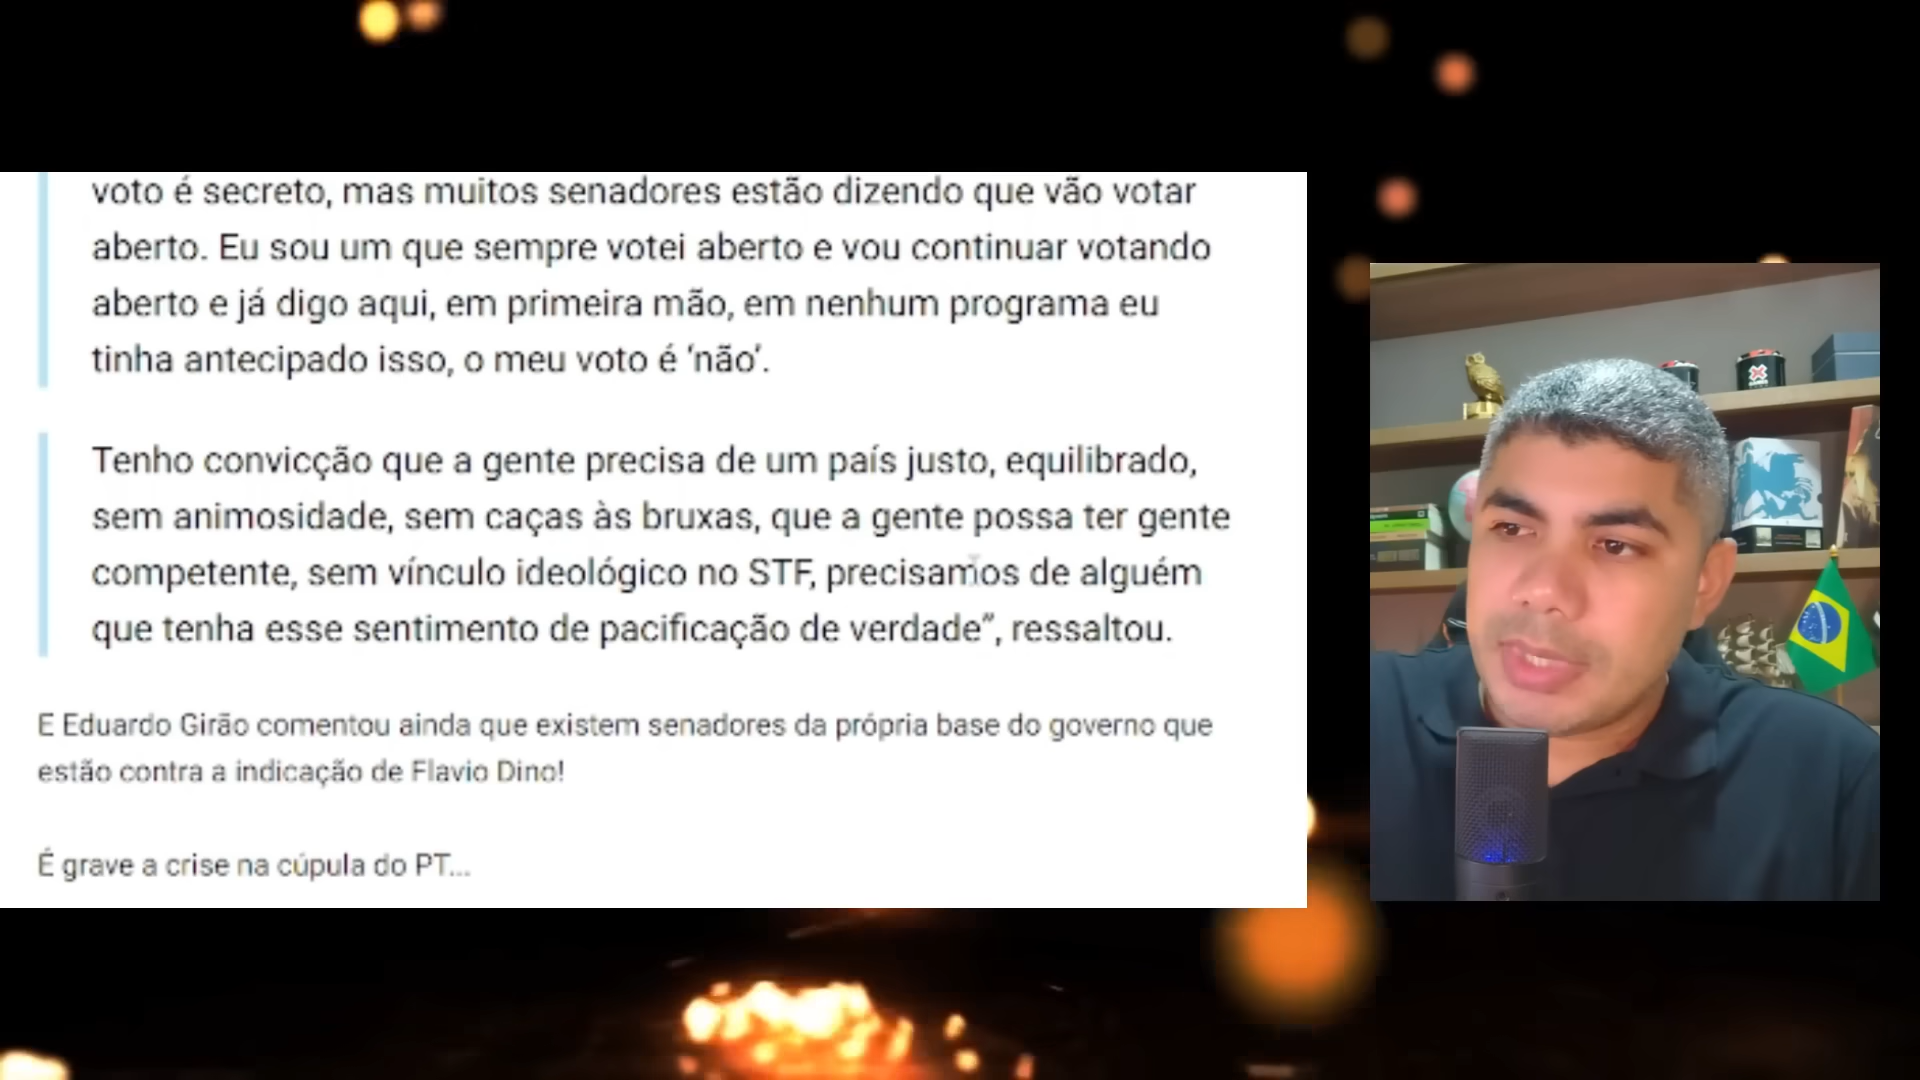 voto é secreto, mas muitos senadores estão dizendo que vão votar
aberto. Eu sou um que sempre votei aberto e vou continuar votando
aberto e já digo aqui, em primeira mão, em nenhum programa eu
tinha antecipado isso, o meu voto é ‘não’.
Tenho convicção que a gente precisa de um país justo, equilibrado,
sem animosidade, sem caças às bruxas, que a gente possa ter gente
competente, sem vínculo ideológico no STF, precisamos de alguém
que tenha esse sentimento de pacificação de verdade”, ressaltou.
E Eduardo Girão comentou ainda que existem senadores da própria base do governo que
estão contra a indicação de Flavio Dino!
É grave a crise na cúpula do PT...